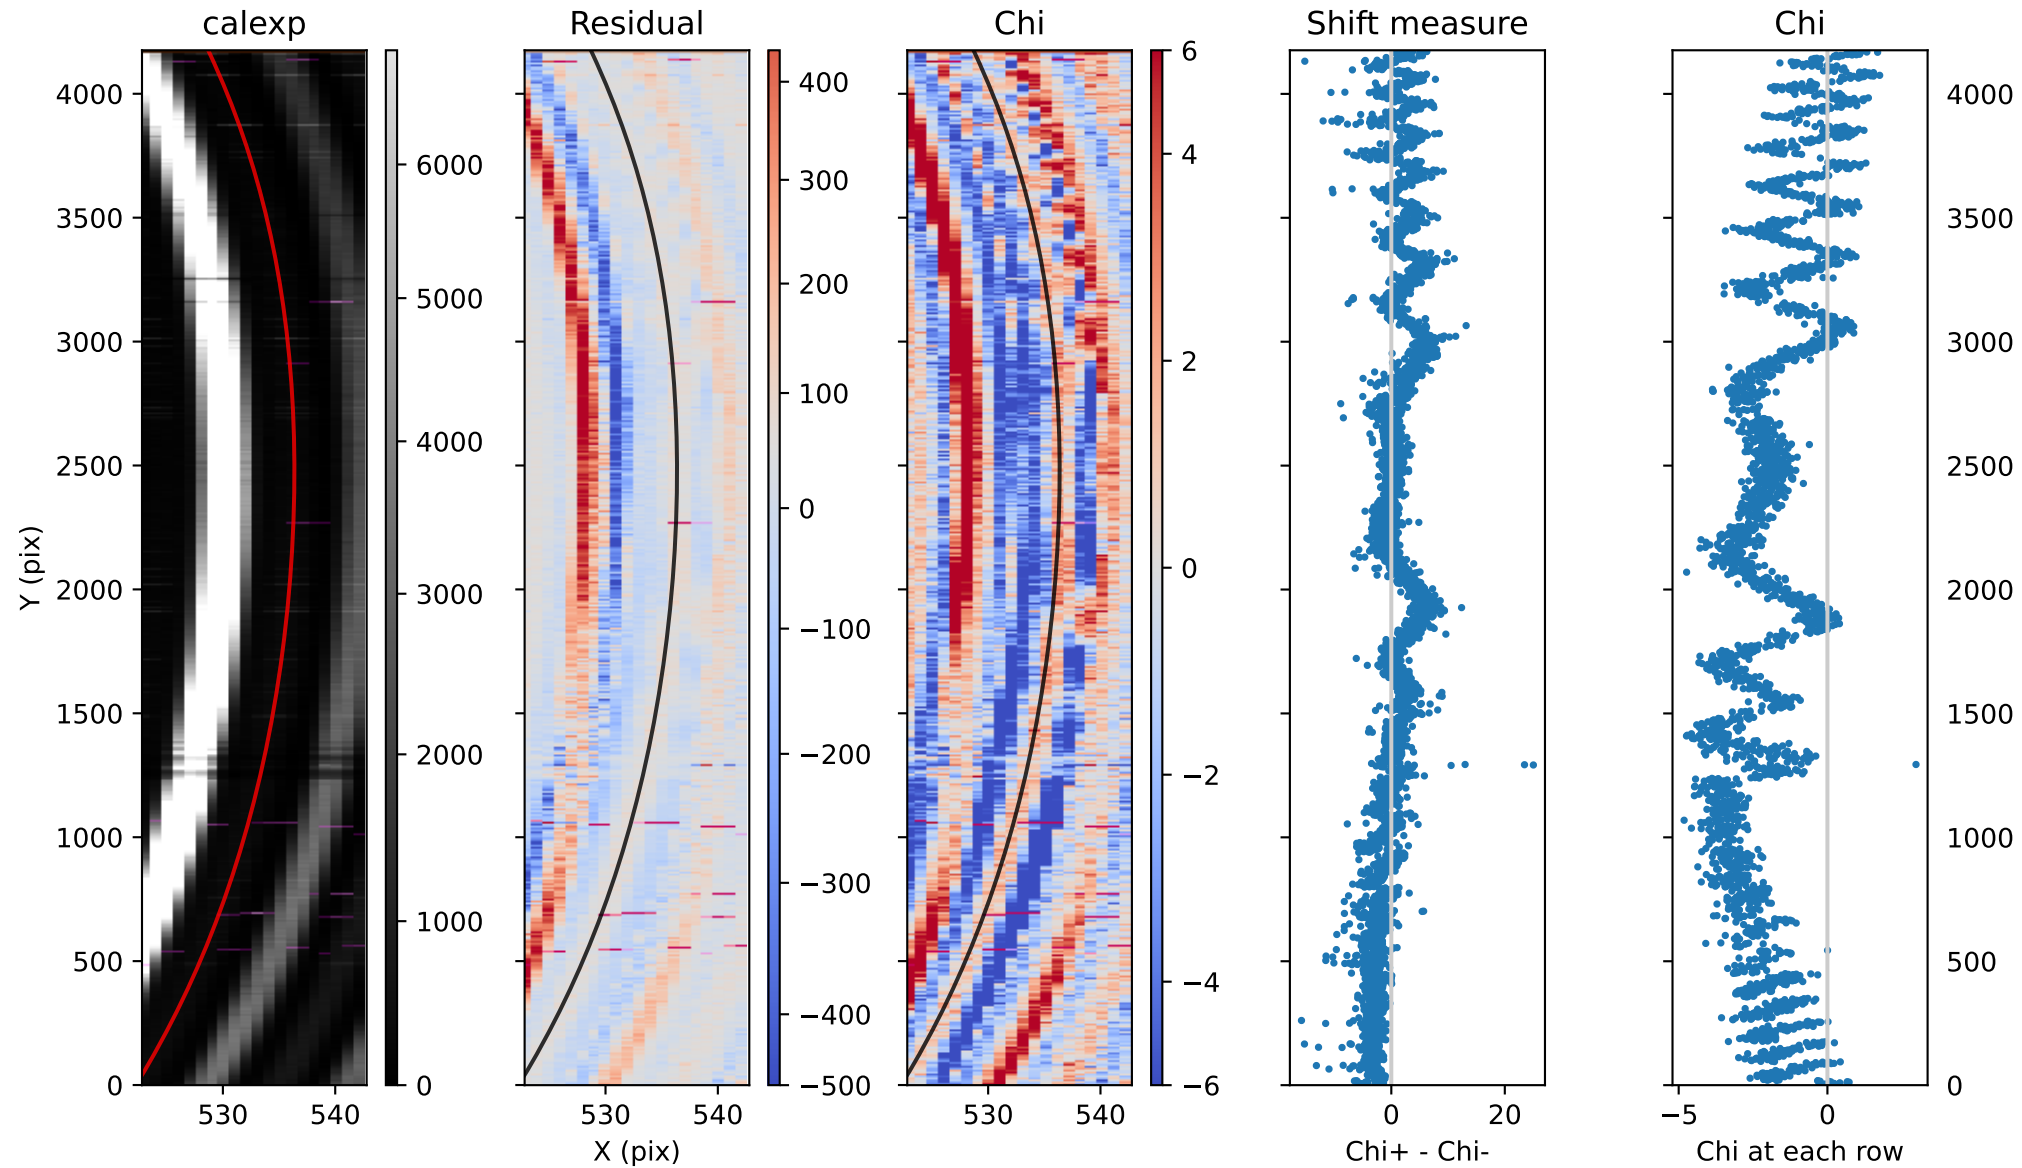 calexp Residual Chi Shift measure Chi
4000 6000 400 6 4000
3500 5000 300 4 3500
3000 4000 200 2 3000
2500 3000 100 0 2500
2000 2000 0 −2 2000
1500 1000 −100 −4 1500
1000 0 −200 −6 1000
500 −300 500
0 −400 0
−500
Y (pix)
530 540 530 540 530 540 0 20 −5 0
X (pix) Chi+ - Chi- Chi at each row